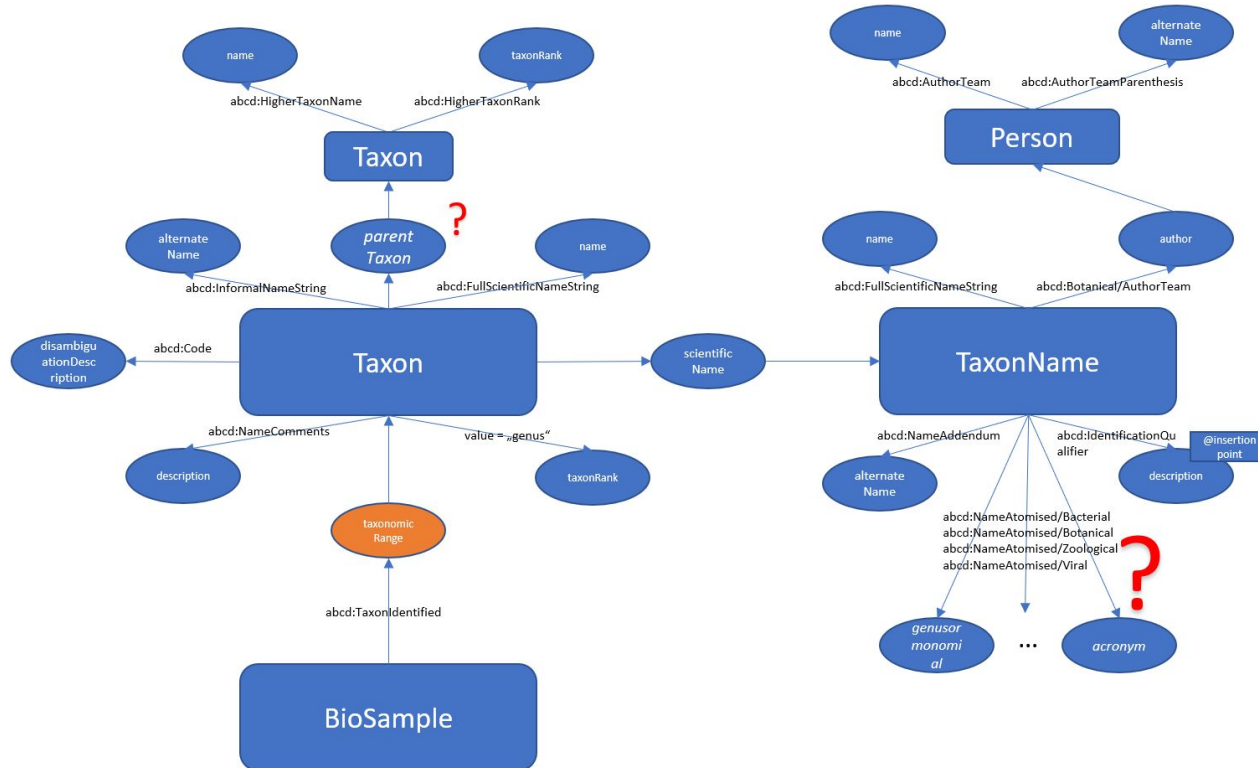 name
taxonRank
abcd:HigherTaxonName
abcd:HigherTaxonRank
Taxon
?
parent
Taxon
alternate
Name
name
abcd:InformalNameString
abcd:FullScientificNameString
disambigu
ationDesc
ription
abcd:Code
Taxon
scientific
Name
abcd:NameComments
value = „genus“
description
taxonRank
taxonomic
Range
abcd:TaxonIdentified
BioSample
name
alternate
Name
abcd:AuthorTeam
abcd:AuthorTeamParenthesis
Person
name
author
abcd:FullScientificNameString
abcd:Botanical/AuthorTeam
TaxonName
abcd:NameAddendum
abcd:IdentificationQu
alifier
@insertion
point
alternate
Name
description
abcd:NameAtomised/Bacterial
abcd:NameAtomised/Botanical
abcd:NameAtomised/Zoological
abcd:NameAtomised/Viral
?
genusor
monomi
al
...
acronym